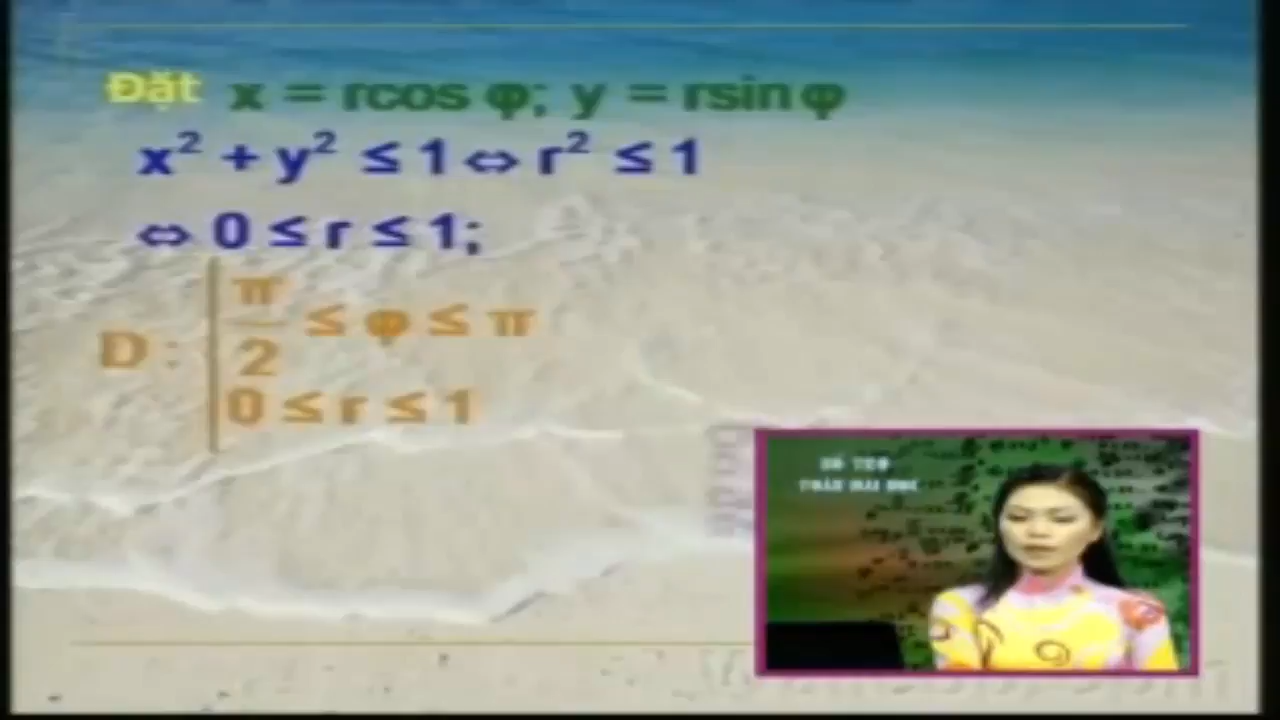 Đặt x = rcos φ; y = rsin φ
x² + y² ≤ 1 ⇔ r² ≤ 1
⇔ 0 ≤ r ≤ 1;
D : π/2 ≤ φ ≤ π
0 ≤ r ≤ 1